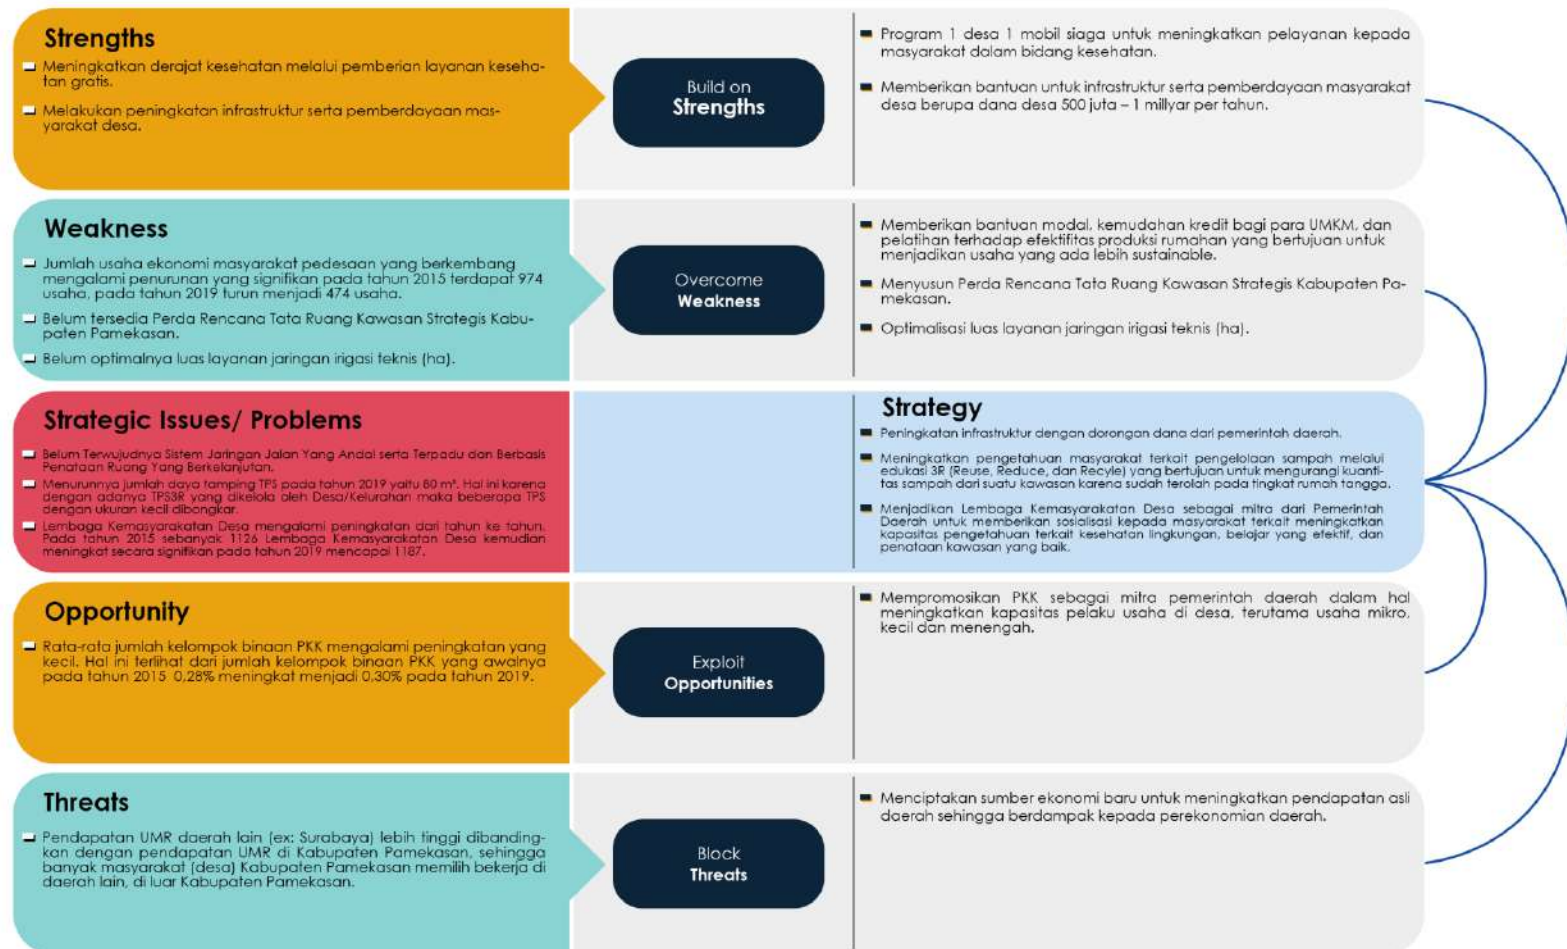 Strengths
Meningkatkan derajat kesehatan melalui pemberian layanan keseha-
tan gratis.
Melakukan peningkatan infrastruktur serta pemberdayaan mas-
yarakat desa.
Build on
Strengths
Program 1 desa 1 mobil siaga untuk meningkatkan pelayanan kepada
masyarakat dalam bidang kesehatan.
Memberikan bantuan untuk infrastruktur serta pemberdayaan masyarakat
desa berupa dana desa 500 juta – 1 millyar per tahun.
Weakness
Jumlah usaha ekonomi masyarakat pedesaan yang berkembang
mengalami penurunan yang signifikan pada tahun 2015 terdapat 974
usaha, pada tahun 2019 turun menjadi 474 usaha.
Belum tersedia Perda Rencana Tata Ruang Kawasan Strategis Kabu-
paten Pamekasan.
Belum optimalnya luas layanan jaringan irigasi teknis (ha).
Overcome
Weakness
Memberikan bantuan modal, kemudahan kredit bagi para UMKM, dan
pelatihan terhadap efektifitas produksi rumahan yang bertujuan untuk
menjadikan usaha yang ada lebih sustainable.
Menyusun Perda Rencana Tata Ruang Kawasan Strategis Kabupaten Pa-
mekasan.
Optimalisasi luas layanan jaringan irigasi teknis (ha).
Strategic Issues/ Problems
Belum Terwujudnya Sistem Jaringan Jalan Yang Andal serta Terpadu dan Berbasis
Penataan Ruang Yang Berkelanjutan.
Menurunnya jumlah daya tamping TPS pada tahun 2019 yaitu 80 m³. Hal ini karena
dengan adanya TPS3R yang dikelola oleh Desa/Kelurahan maka beberapa TPS
dengan ukuran kecil dibongkar.
Lembaga Kemasyarakatan Desa mengalami peningkatan dari tahun ke tahun.
Pada tahun 2015 sebanyak 1126 Lembaga Kemasyarakatan Desa kemudian
meningkat secara signifikan pada tahun 2019 mencapai 1187.
Strategy
Peningkatan infrastruktur dengan dorongan dana dari pemerintah daerah.
Meningkatkan pengetahuan masyarakat terkait pengelolaan sampah melalui
edukasi 3R (Reuse, Reduce, dan Recyle) yang bertujuan untuk mengurangi kuanti-
tas sampah dari suatu kawasan karena sudah terolah pada tingkat rumah tangga.
Menjadikan Lembaga Kemasyarakatan Desa sebagai mitra dari Pemerintah
Daerah untuk memberikan sosialisasi kepada masyarakat terkait meningkatkan
kapasitas pengetahuan terkait kesehatan lingkungan, belajar yang efektif, dan
penataan kawasan yang baik.
Opportunity
Rata-rata jumlah kelompok binaan PKK mengalami peningkatan yang
kecil. Hal ini terlihat dari jumlah kelompok binaan PKK yang awalnya
pada tahun 2015 0,28% meningkat menjadi 0,30% pada tahun 2019.
Exploit
Opportunities
Mempromosikan PKK sebagai mitra pemerintah daerah dalam hal
meningkatkan kapasitas pelaku usaha di desa, terutama usaha mikro,
kecil dan menengah.
Threats
Pendapatan UMR daerah lain (ex: Surabaya) lebih tinggi dibanding-
kan dengan pendapatan UMR di Kabupaten Pamekasan, sehingga
banyak masyarakat (desa) Kabupaten Pamekasan memilih bekerja di
daerah lain, di luar Kabupaten Pamekasan.
Block
Threats
Menciptakan sumber ekonomi baru untuk meningkatkan pendapatan asli
daerah sehingga berdampak kepada perekonomian daerah.